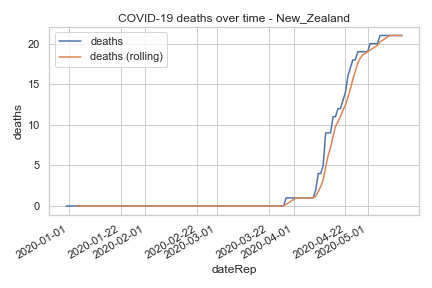 COVID-19 deaths over time - New_Zealand
deaths
deaths (rolling)
deaths
20
15
10
5
0
2020-01-01
2020-01-22
2020-02-01
2020-02-22
2020-03-01
2020-03-22
2020-04-01
2020-04-22
2020-05-01
dateRep